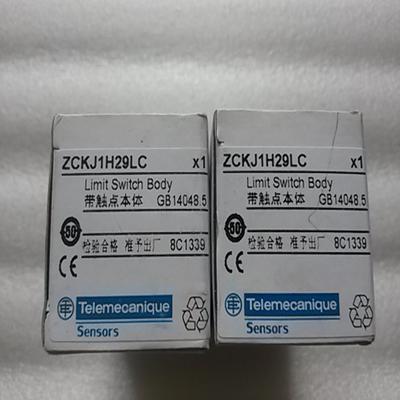 ZCKJ1H29LC x1
Limit Switch Body
带触点本体 GB14048.5
50
检验合格 准予出厂 8C1339
CE
Telemecanique
Sensors
ZCKJ1H29LC x1
Limit Switch Body
带触点本体 GB14048.5
50
检验合格 准予出厂 8C1339
CE
Telemecanique
Sensors